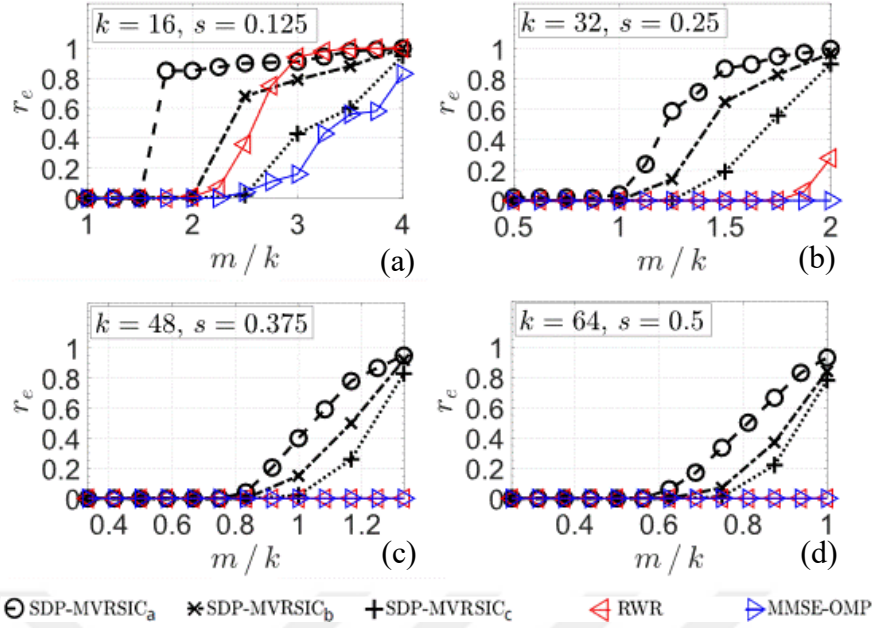 k = 16, s = 0.125
1
0.8
0.6
0.4
0.2
0
r_e
1 2 3 4
m / k
(a)
k = 32, s = 0.25
1
0.8
0.6
0.4
0.2
0
r_e
0.5 1 1.5 2
m / k
(b)
k = 48, s = 0.375
1
0.8
0.6
0.4
0.2
0
r_e
0.4 0.6 0.8 1 1.2
m / k
(c)
k = 64, s = 0.5
1
0.8
0.6
0.4
0.2
0
r_e
0.4 0.6 0.8 1
m / k
(d)
SDP-MVRSIC_a SDP-MVRSIC_b SDP-MVRSIC_c RWR MMSE-OMP